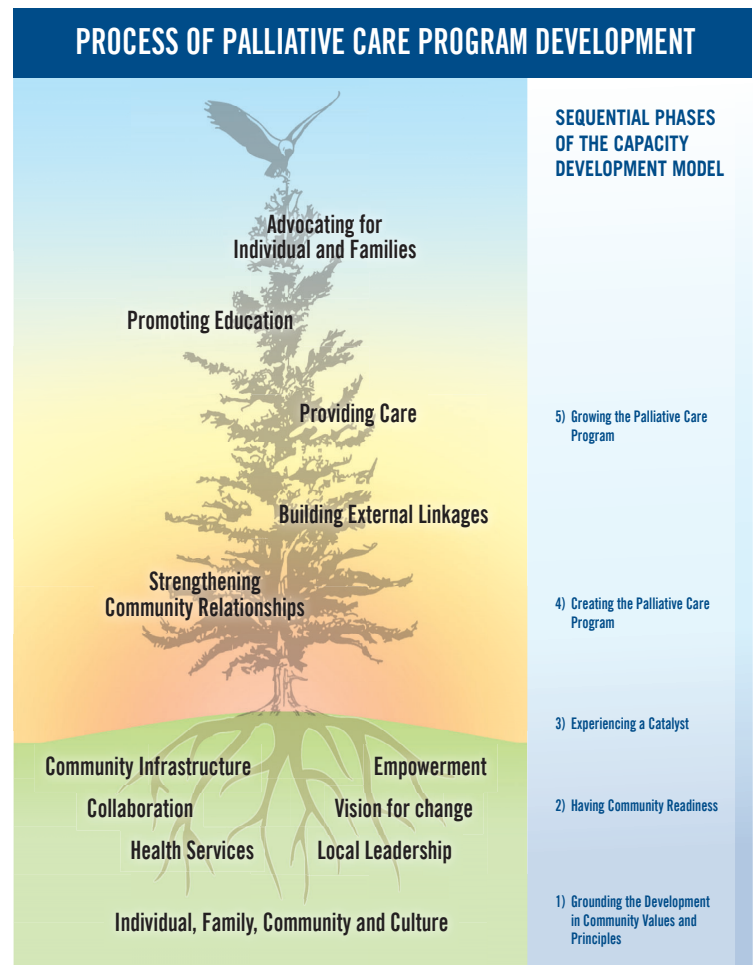 PROCESS OF PALLIATIVE CARE PROGRAM DEVELOPMENT
Advocating for
Individual and Families
Promoting Education
Providing Care
Building External Linkages
Strengthening
Community Relationships
Community Infrastructure
Empowerment
Collaboration
Vision for change
Health Services
Local Leadership
Individual, Family, Community and Culture
SEQUENTIAL PHASES
OF THE CAPACITY
DEVELOPMENT MODEL
5) Growing the Palliative Care
Program
4) Creating the Palliative Care
Program
3) Experiencing a Catalyst
2) Having Community Readiness
1) Grounding the Development
in Community Values and
Principles